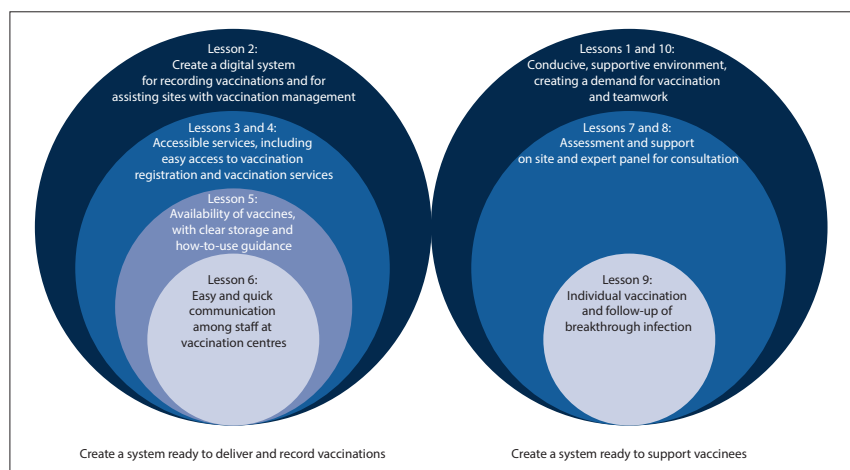 Lesson 2:
Create a digital system
for recording vaccinations and for
assisting sites with vaccination management
Lessons 3 and 4:
Accessible services, including
easy access to vaccination
registration and vaccination services
Lesson 5:
Availability of vaccines,
with clear storage and
how-to-use guidance
Lesson 6:
Easy and quick
communication
among staff at
vaccination centres
Create a system ready to deliver and record vaccinations
Lessons 1 and 10:
Conducive, supportive environment,
creating a demand for vaccination
and teamwork
Lessons 7 and 8:
Assessment and support
on site and expert panel for consultation
Lesson 9:
Individual vaccination
and follow-up of
breakthrough infection
Create a system ready to support vaccinees